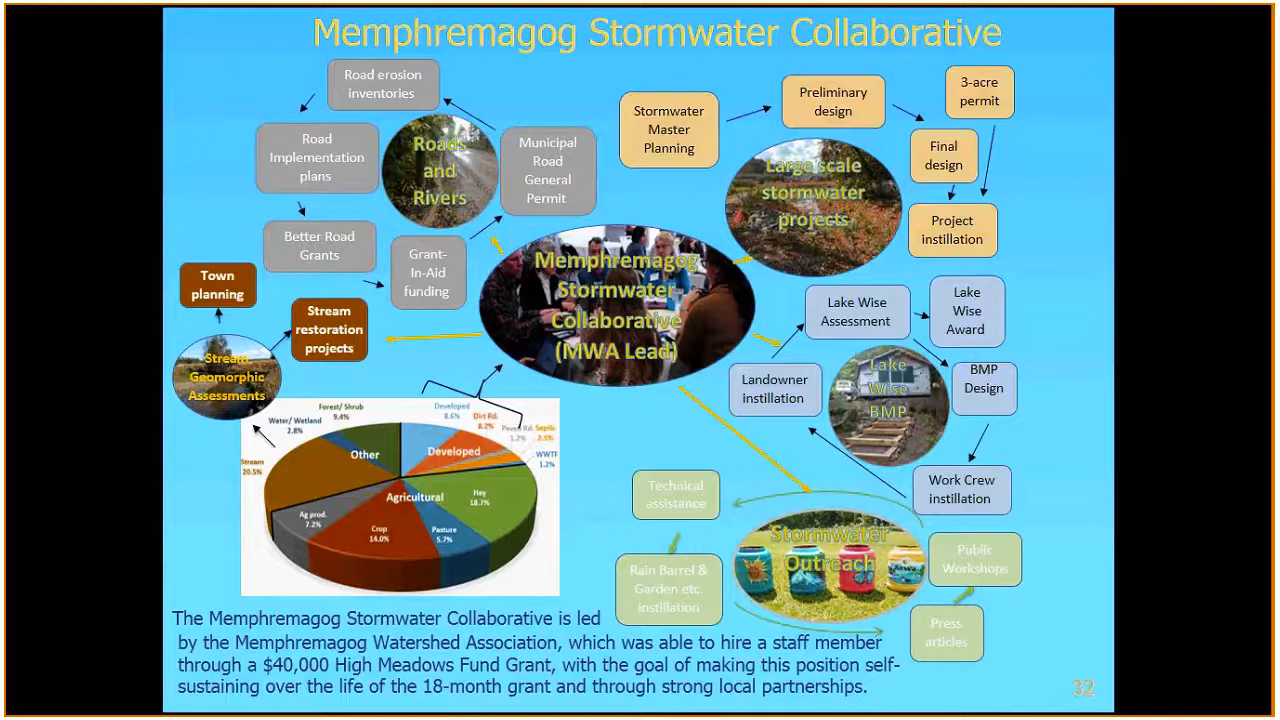 Memphremagog Stormwater Collaborative
Road erosion
inventories
Road
Implementation
plans
Better Road
Grants
Grant-
In-Aid
funding
Municipal
Road
General
Permit
Roads
and
Rivers
Stormwater
Master
Planning
Preliminary
design
3-acre
permit
Final
design
Project
instillation
Large scale
stormwater
projects
Memphremagog
Stormwater
Collaborative
(MWA Lead)
Town
planning
Stream
restoration
projects
Stream
Geomorphic
Assessments
Lake Wise
Assessment
Lake
Wise
Award
BMP
Design
Landowner
instillation
Lake
Wise
BMP
Work Crew
instillation
Forest/ Shrub
9.4%
Water/ Wetland
2.8%
Stream
20.5%
Other
Developed
8.6%
Dirt Rd.
8.2%
Paved Rd.
1.2%
Septic
2.5%
WWTF
1.2%
Developed
Agricultural
Hay
18.7%
Ag prod.
7.2%
Crop
14.0%
Pasture
5.7%
Technical
assistance
Rain Barrel &
Garden etc.
instillation
Stormwater
Outreach
Public
Workshops
Press
articles
The Memphremagog Stormwater Collaborative is led
by the Memphremagog Watershed Association, which was able to hire a staff member
through a $40,000 High Meadows Fund Grant, with the goal of making this position self-
sustaining over the life of the 18-month grant and through strong local partnerships.
32